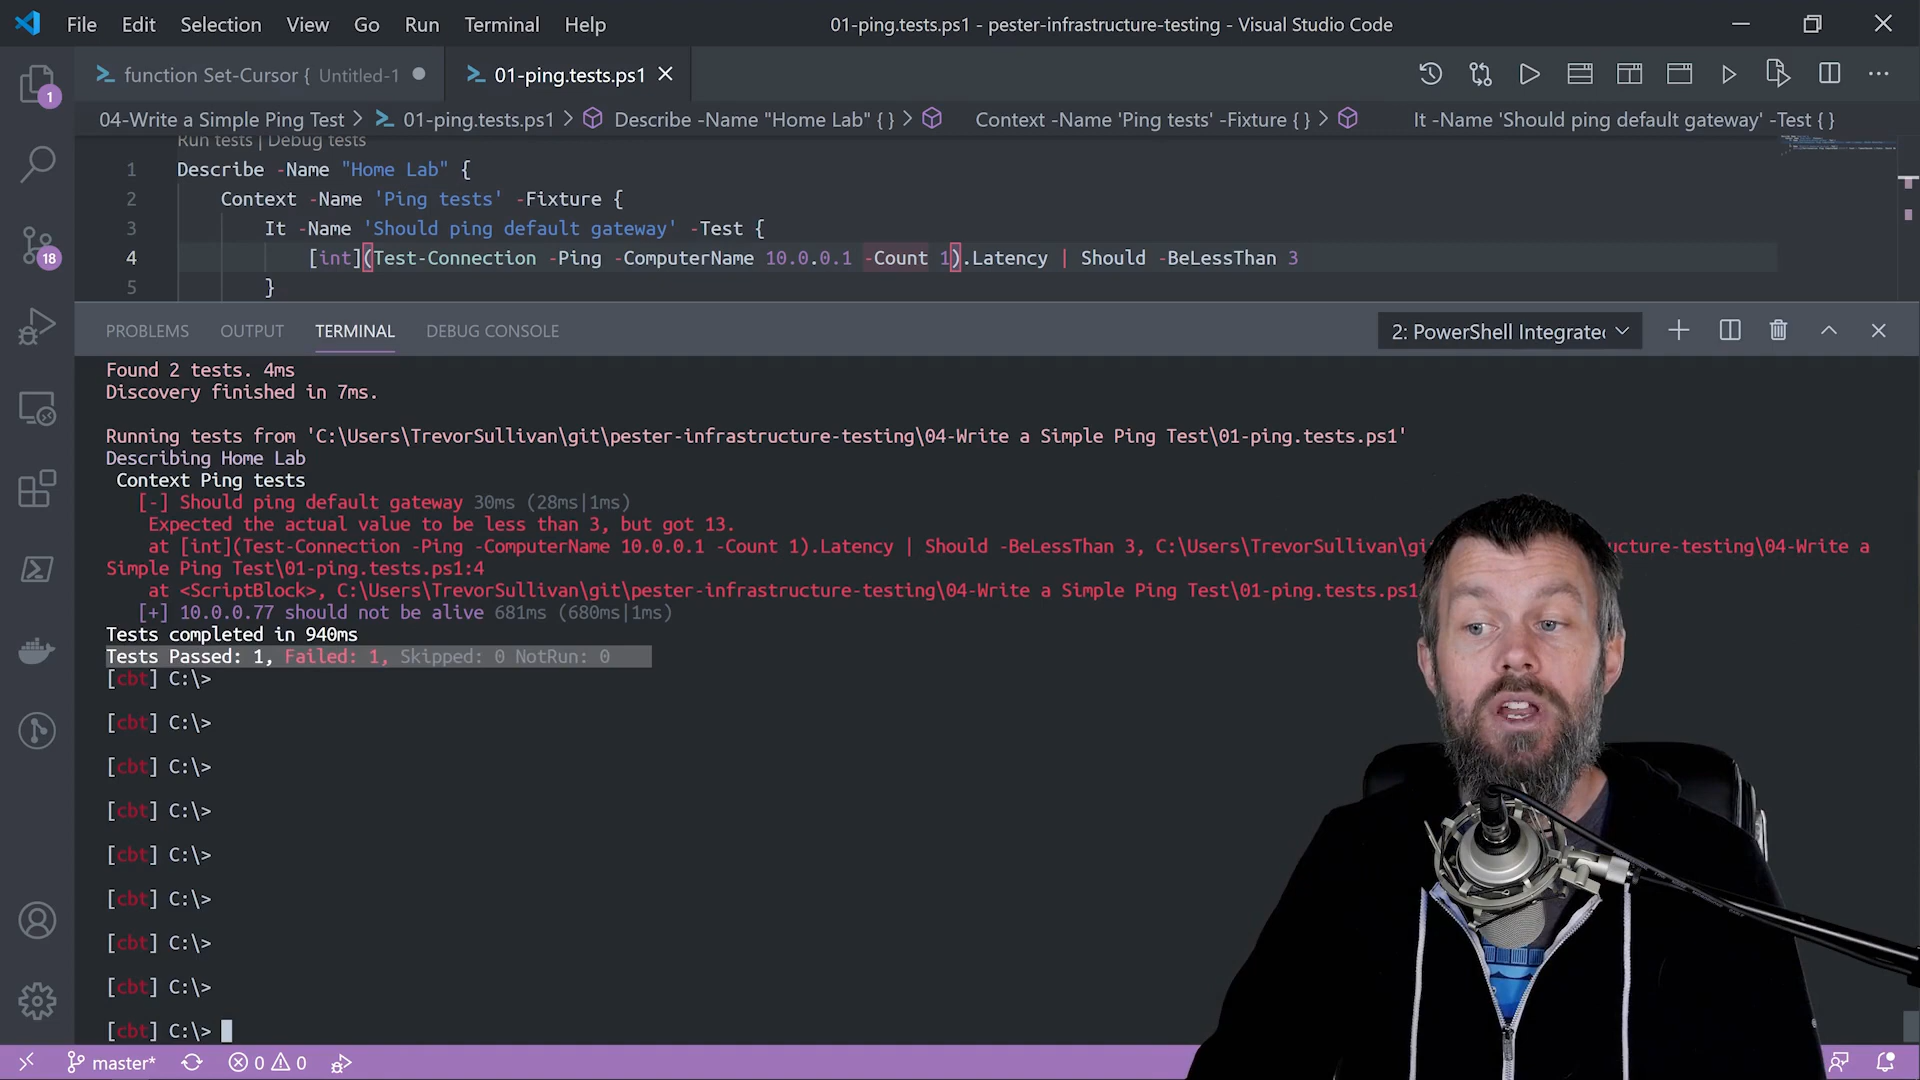 File Edit Selection View Go Run Terminal Help 01-ping.tests.ps1 - pester-infrastructure-testing - Visual Studio Code
function Set-Cursor { Untitled-1 01-ping.tests.ps1
04-Write a Simple Ping Test > 01-ping.tests.ps1 > Describe -Name "Home Lab" { } > Context -Name 'Ping tests' -Fixture { } > It -Name 'Should ping default gateway' -Test { }
Run tests | Debug tests
1 Describe -Name "Home Lab" {
2 Context -Name 'Ping tests' -Fixture {
3 It -Name 'Should ping default gateway' -Test {
4 [int](Test-Connection -Ping -ComputerName 10.0.0.1 -Count 1).Latency | Should -BeLessThan 3
5 }
1
18
PROBLEMS OUTPUT TERMINAL DEBUG CONSOLE 2: PowerShell Integrated
Found 2 tests. 4ms
Discovery finished in 7ms.
Running tests from 'C:\Users\TrevorSullivan\git\pester-infrastructure-testing\04-Write a Simple Ping Test\01-ping.tests.ps1'
Describing Home Lab
Context Ping tests
[-] Should ping default gateway 30ms (28ms|1ms)
Expected the actual value to be less than 3, but got 13.
at [int](Test-Connection -Ping -ComputerName 10.0.0.1 -Count 1).Latency | Should -BeLessThan 3, C:\Users\TrevorSullivan\gi ucture-testing\04-Write a
Simple Ping Test\01-ping.tests.ps1:4
at <ScriptBlock>, C:\Users\TrevorSullivan\git\pester-infrastructure-testing\04-Write a Simple Ping Test\01-ping.tests.ps1
[+] 10.0.0.77 should not be alive 681ms (680ms|1ms)
Tests completed in 940ms
Tests Passed: 1, Failed: 1, Skipped: 0 NotRun: 0
[cbt] C:\>
[cbt] C:\>
[cbt] C:\>
[cbt] C:\>
[cbt] C:\>
[cbt] C:\>
[cbt] C:\>
[cbt] C:\>
[cbt] C:\>
master* 0 0